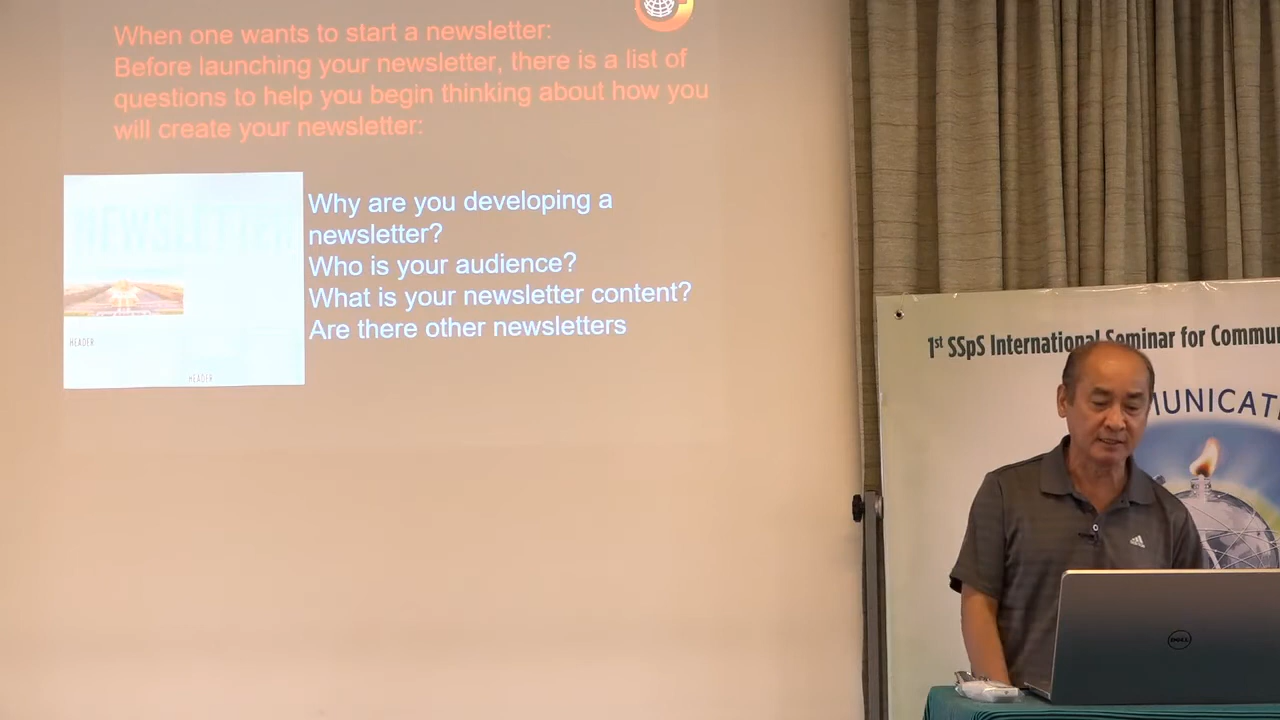 When one wants to start a newsletter:
Before launching your newsletter, there is a list of
questions to help you begin thinking about how you
will create your newsletter:
Why are you developing a
newsletter?
Who is your audience?
What is your newsletter content?
Are there other newsletters
NEWSLETTER
HEADER
HEADER
1st SSpS International Seminar for Commu
MUNICAT
adidas
DELL